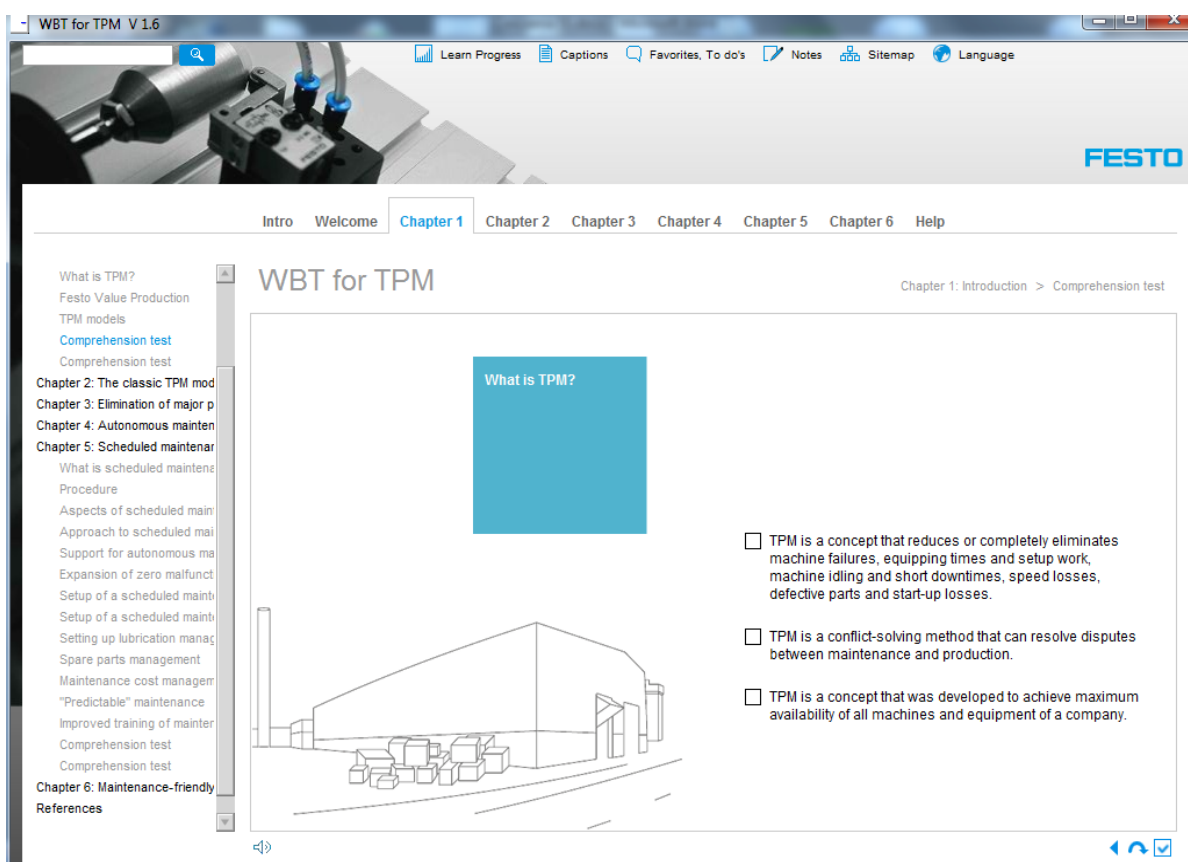 WBT for TPM V 1.6
Learn Progress Captions Favorites, To do's Notes Sitemap Language
FESTO
Intro Welcome Chapter 1 Chapter 2 Chapter 3 Chapter 4 Chapter 5 Chapter 6 Help
What is TPM?
Festo Value Production
TPM models
Comprehension test
Comprehension test
Chapter 2: The classic TPM mod
Chapter 3: Elimination of major p
Chapter 4: Autonomous mainten
Chapter 5: Scheduled maintenar
What is scheduled maintena
Procedure
Aspects of scheduled main
Approach to scheduled mai
Support for autonomous ma
Expansion of zero malfunct
Setup of a scheduled mainte
Setup of a scheduled mainte
Setting up lubrication manag
Spare parts management
Maintenance cost managem
"Predictable" maintenance
Improved training of mainter
Comprehension test
Comprehension test
Chapter 6: Maintenance-friendly
References
WBT for TPM
Chapter 1: Introduction > Comprehension test
What is TPM?
TPM is a concept that reduces or completely eliminates
machine failures, equipping times and setup work,
machine idling and short downtimes, speed losses,
defective parts and start-up losses.
TPM is a conflict-solving method that can resolve disputes
between maintenance and production.
TPM is a concept that was developed to achieve maximum
availability of all machines and equipment of a company.